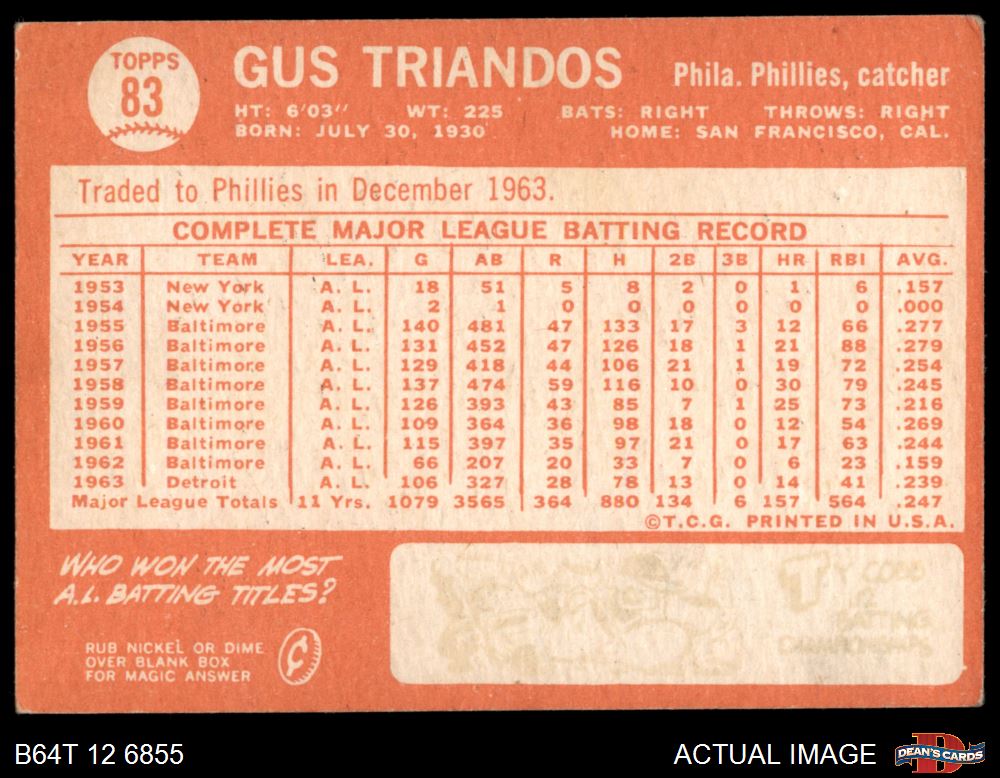 TOPPS
83
GUS TRIANDOS
Phila. Phillies, catcher
HT: 6'03'' WT: 225 BATS: RIGHT THROWS: RIGHT
BORN: JULY 30, 1930 HOME: SAN FRANCISCO, CAL.
Traded to Phillies in December 1963.
COMPLETE MAJOR LEAGUE BATTING RECORD
YEAR TEAM LEA. G AB R H 2B 3B HR RBI AVG.
1953 New York A. L. 18 51 5 8 2 0 1 6 .157
1954 New York A. L. 2 1 0 0 0 0 0 0 .000
1955 Baltimore A. L. 140 481 47 133 17 3 12 66 .277
1956 Baltimore A. L. 131 452 47 126 18 1 21 88 .279
1957 Baltimore A. L. 129 418 44 106 21 1 19 72 .254
1958 Baltimore A. L. 137 474 59 116 10 0 30 79 .245
1959 Baltimore A. L. 126 393 43 85 7 1 25 73 .216
1960 Baltimore A. L. 109 364 36 98 18 0 12 54 .269
1961 Baltimore A. L. 115 397 35 97 21 0 17 63 .244
1962 Baltimore A. L. 66 207 20 33 7 0 6 23 .159
1963 Detroit A. L. 106 327 28 78 13 0 14 41 .239
Major League Totals 11 Yrs. 1079 3565 364 880 134 6 157 564 .247
©T.C.G. PRINTED IN U.S.A.
WHO WON THE MOST
A.L. BATTING TITLES?
RUB NICKEL OR DIME
OVER BLANK BOX
FOR MAGIC ANSWER
TY COBB
BATTING
B64T 12 6855
ACTUAL IMAGE
DEAN'S CARDS